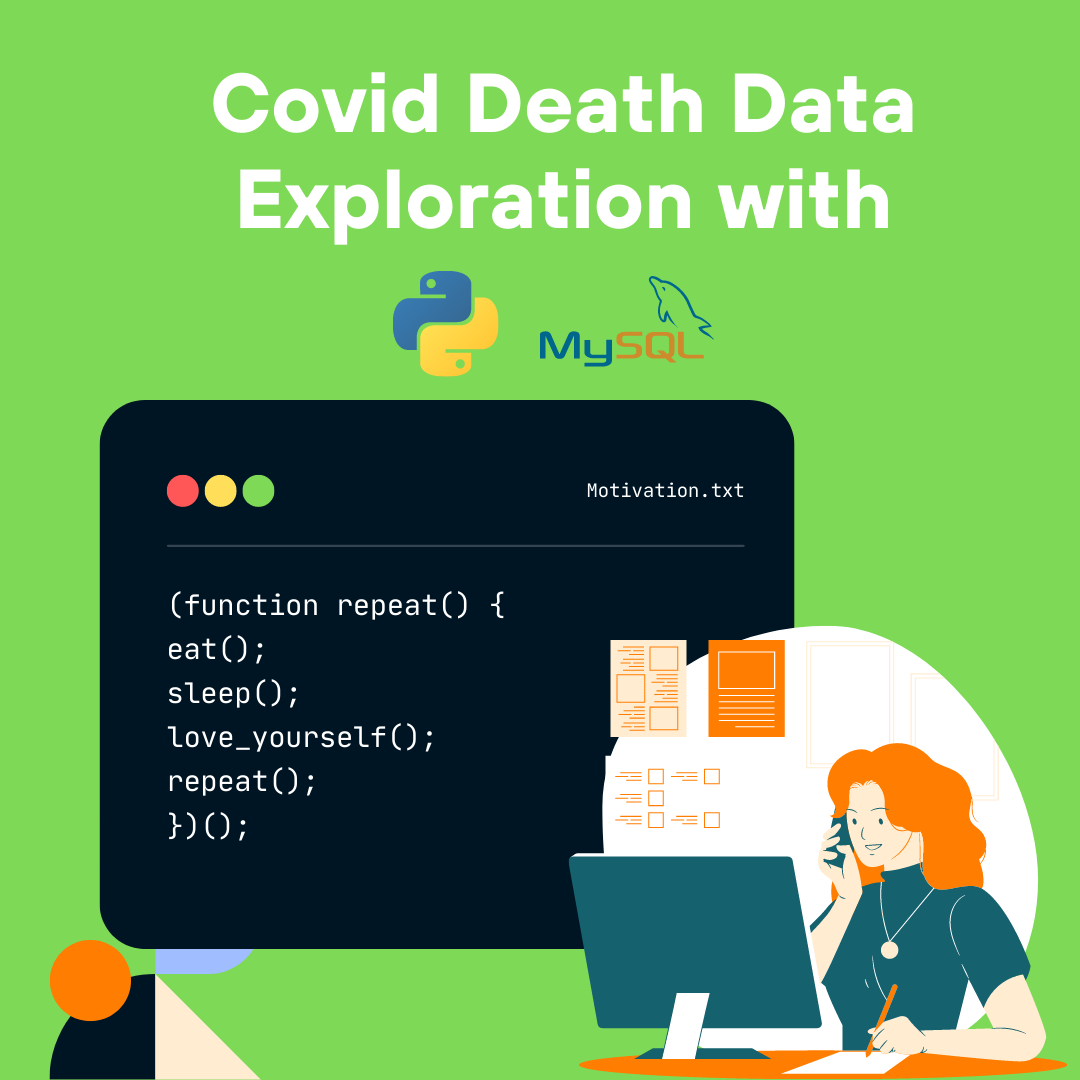 Covid Death Data
Exploration with
MySQL
Motivation.txt
(function repeat() {
eat();
sleep();
love_yourself();
repeat();
})();